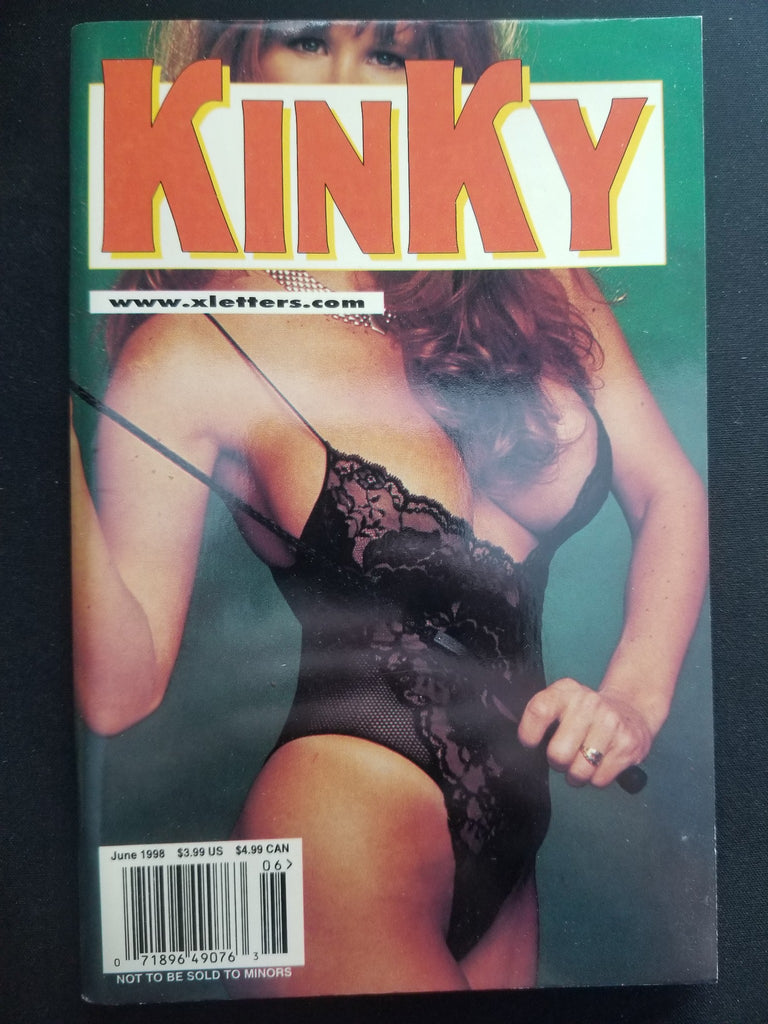 KINKY
www.xletters.com
June 1998 $3.99 US $4.99 CAN
06>
0 71896 49076 3
NOT TO BE SOLD TO MINORS